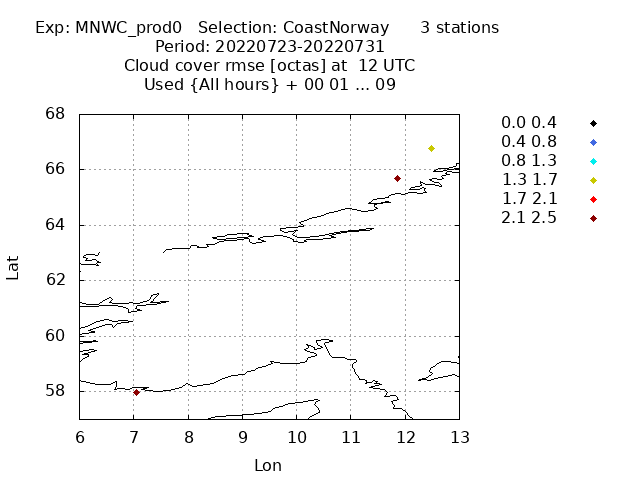 Exp: MNWC_prod0   Selection: CoastNorway      3 stations
Period: 20220723-20220731
Cloud cover rmse [octas] at  12 UTC
Used {All hours} + 00 01 ... 09
68
66
64
62
60
58
Lat
6 7 8 9 10 11 12 13
Lon
0.0 0.4
0.4 0.8
0.8 1.3
1.3 1.7
1.7 2.1
2.1 2.5